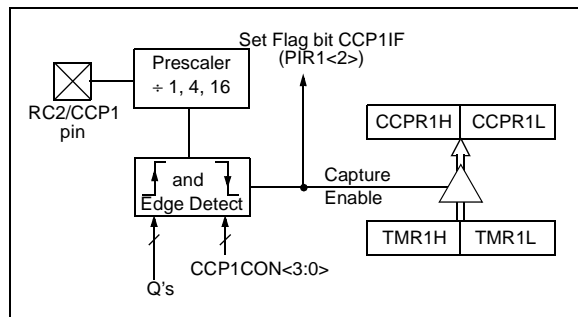 Set Flag bit CCP1IF
(PIR1<2>)
Prescaler
÷ 1, 4, 16
RC2/CCP1
pin
CCPR1H
CCPR1L
and
Edge Detect
Capture
Enable
TMR1H
TMR1L
CCP1CON<3:0>
Q's